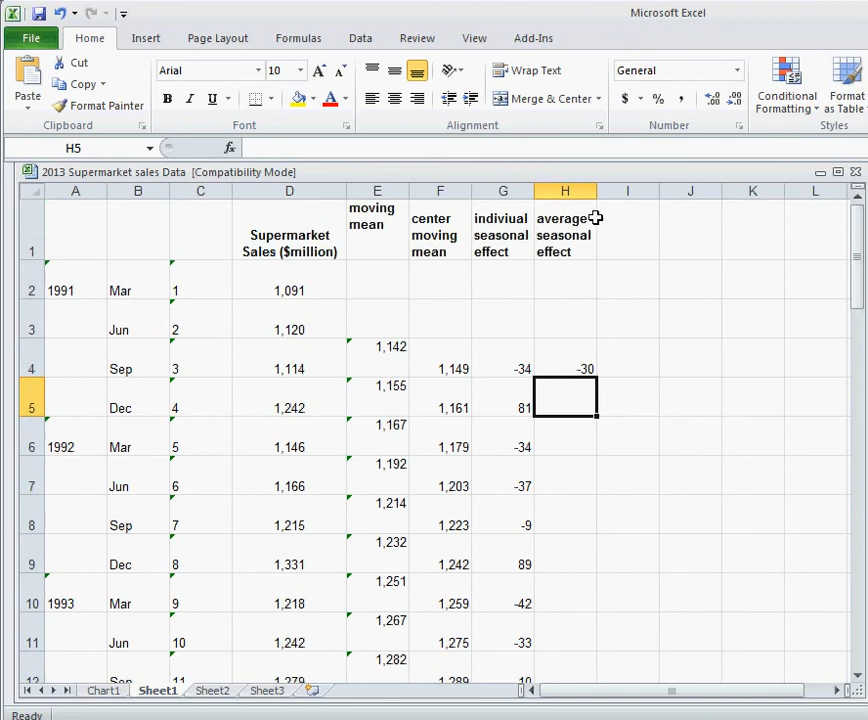 Microsoft Excel
File Home Insert Page Layout Formulas Data Review View Add-Ins
Paste Cut Copy Format Painter Clipboard
Arial 10 B I U A Font
Wrap Text Merge & Center Alignment
General $ % , .00 .0 Number
Conditional Formatting Format as Table Styles
H5 fx
2013 Supermarket sales Data [Compatibility Mode]
A B C D E F G H I J K L
1 Supermarket Sales ($million) moving mean center moving mean indiviual seasonal effect average seasonal effect
2 1991 Mar 1 1,091
3 Jun 2 1,120
1,142
4 Sep 3 1,114 1,149 -34 -30
1,155
5 Dec 4 1,242 1,161 81
1,167
6 1992 Mar 5 1,146 1,179 -34
1,192
7 Jun 6 1,166 1,203 -37
1,214
8 Sep 7 1,215 1,223 -9
1,232
9 Dec 8 1,331 1,242 89
1,251
10 1993 Mar 9 1,218 1,259 -42
1,267
11 Jun 10 1,242 1,275 -33
1,282
12 Sep 11 1,279 1,289 10
Chart1 Sheet1 Sheet2 Sheet3
Ready